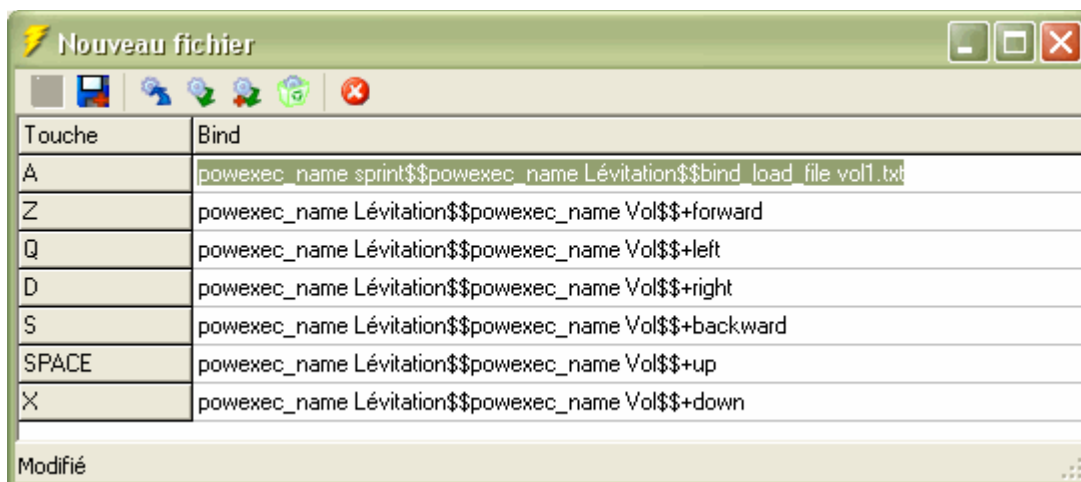 Nouveau fichier
Touche Bind
A powexec_name sprint$$powexec_name Lévitation$$bind_load_file vol1.txt
Z powexec_name Lévitation$$powexec_name Vol$$+forward
Q powexec_name Lévitation$$powexec_name Vol$$+left
D powexec_name Lévitation$$powexec_name Vol$$+right
S powexec_name Lévitation$$powexec_name Vol$$+backward
SPACE powexec_name Lévitation$$powexec_name Vol$$+up
X powexec_name Lévitation$$powexec_name Vol$$+down
Modifié